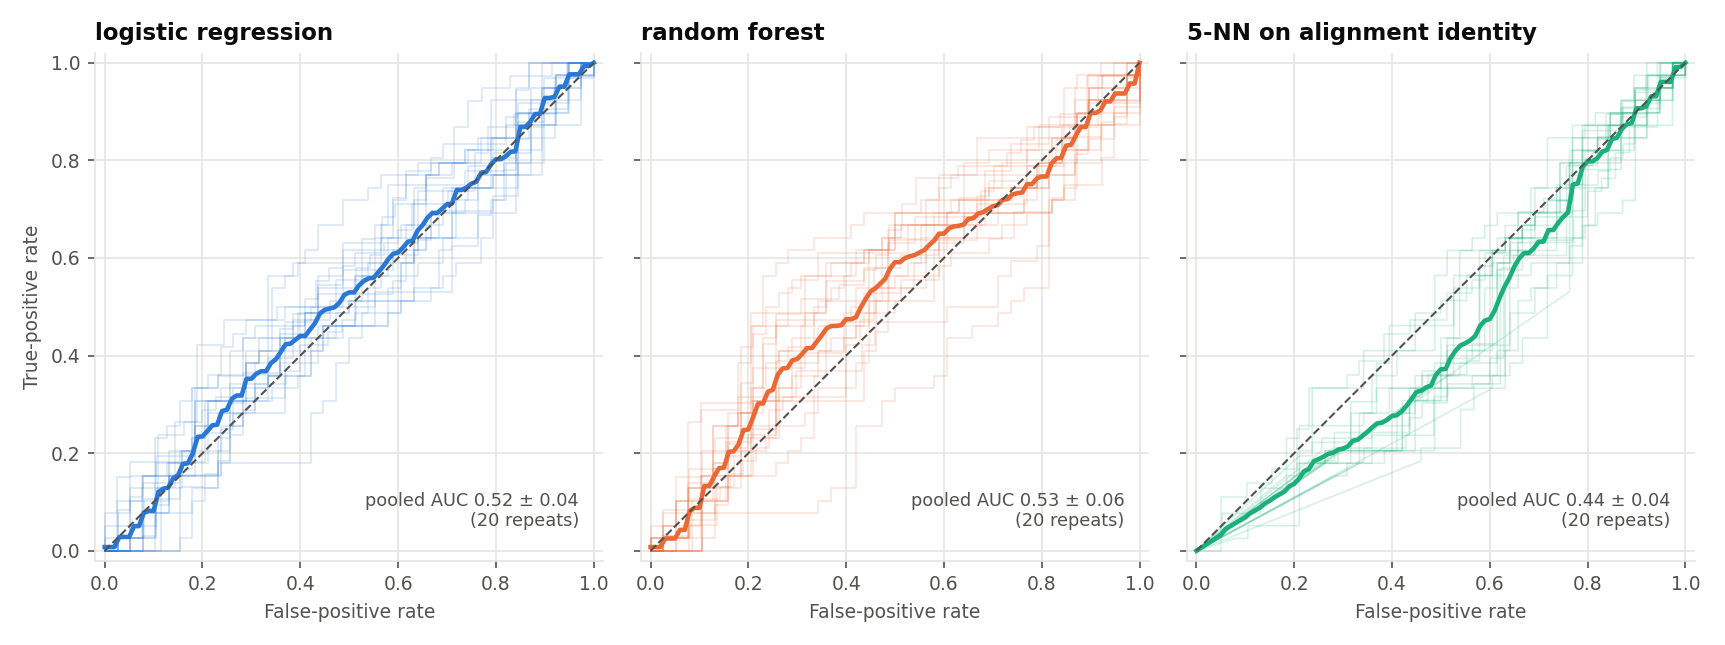 logistic regression
random forest
5-NN on alignment identity
True-positive rate
1.0
0.8
0.6
0.4
0.2
0.0
pooled AUC 0.52 ± 0.04
(20 repeats)
pooled AUC 0.53 ± 0.06
(20 repeats)
pooled AUC 0.44 ± 0.04
(20 repeats)
0.0 0.2 0.4 0.6 0.8 1.0
0.0 0.2 0.4 0.6 0.8 1.0
0.0 0.2 0.4 0.6 0.8 1.0
False-positive rate
False-positive rate
False-positive rate